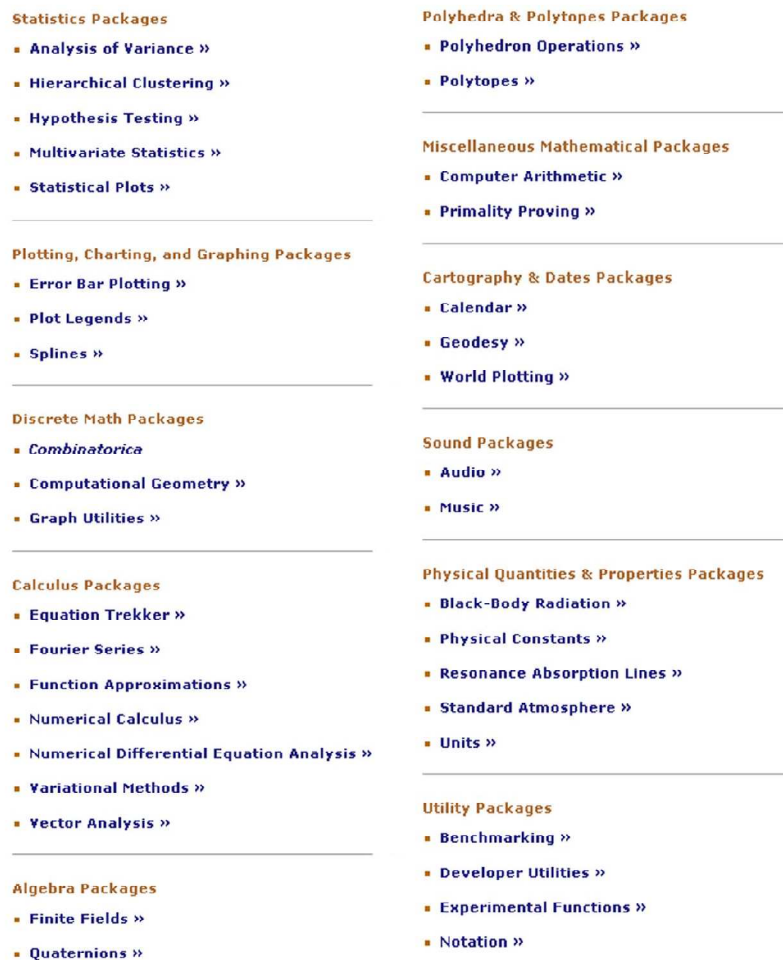 Statistics Packages
▪ Analysis of Variance »
▪ Hierarchical Clustering »
▪ Hypothesis Testing »
▪ Multivariate Statistics »
▪ Statistical Plots »
Plotting, Charting, and Graphing Packages
▪ Error Bar Plotting »
▪ Plot Legends »
▪ Splines »
Discrete Math Packages
▪ Combinatorica
▪ Computational Geometry »
▪ Graph Utilities »
Calculus Packages
▪ Equation Trekker »
▪ Fourier Series »
▪ Function Approximations »
▪ Numerical Calculus »
▪ Numerical Differential Equation Analysis »
▪ Variational Methods »
▪ Vector Analysis »
Algebra Packages
▪ Finite Fields »
▪ Quaternions »
Polyhedra & Polytopes Packages
▪ Polyhedron Operations »
▪ Polytopes »
Miscellaneous Mathematical Packages
▪ Computer Arithmetic »
▪ Primality Proving »
Cartography & Dates Packages
▪ Calendar »
▪ Geodesy »
▪ World Plotting »
Sound Packages
▪ Audio »
▪ Music »
Physical Quantities & Properties Packages
▪ Black-Body Radiation »
▪ Physical Constants »
▪ Resonance Absorption Lines »
▪ Standard Atmosphere »
▪ Units »
Utility Packages
▪ Benchmarking »
▪ Developer Utilities »
▪ Experimental Functions »
▪ Notation »